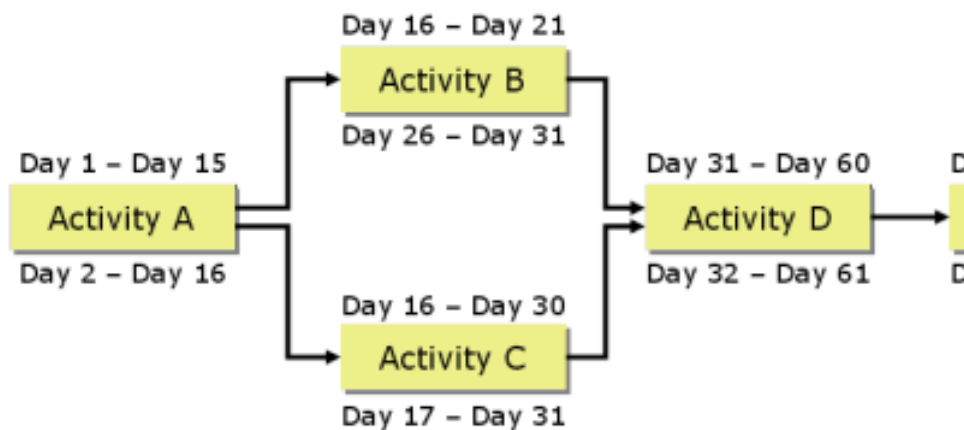 Day 16 – Day 21
Activity B
Day 26 – Day 31
Day 1 – Day 15
Activity A
Day 2 – Day 16
Day 16 – Day 30
Activity C
Day 17 – Day 31
Day 31 – Day 60
Activity D
Day 32 – Day 61